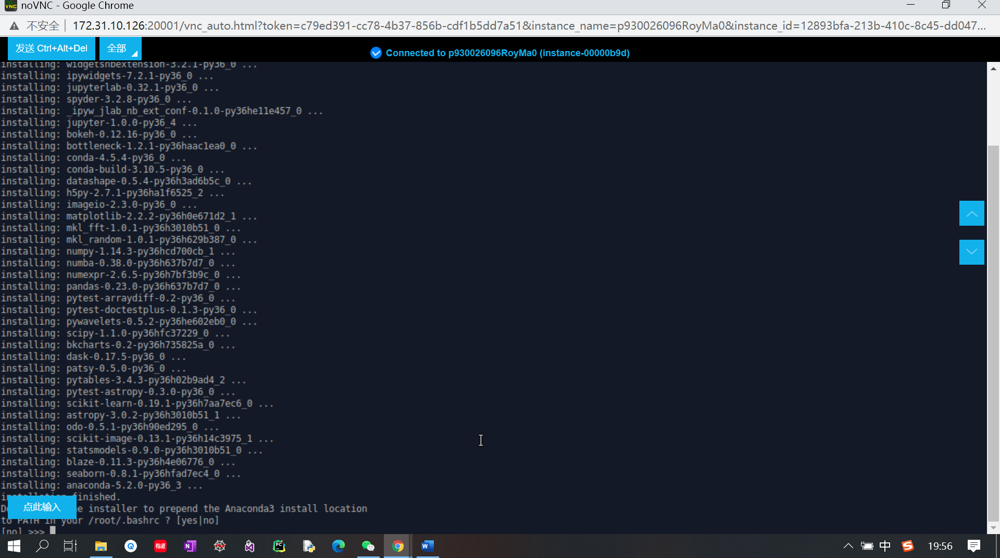 noVNC - Google Chrome
不安全 172.31.10.126:20001/vnc_auto.html?token=c79ed391-cc78-4b37-856b-cdf1b5dd7a51&instance_name=p930026096RoyMa0&instance_id=12893bfa-213b-410c-8c45-dd047...
发送 Ctrl+Alt+Del 全部
Connected to p930026096RoyMa0 (instance-00000b9d)
installing: widgetsnbextension-3.2.1-py36_0 ...
installing: ipywidgets-7.2.1-py36_0 ...
installing: jupyterlab-0.32.1-py36_0 ...
installing: spyder-3.2.8-py36_0 ...
installing: _ipyw_jlab_nb_ext_conf-0.1.0-py36he11e457_0 ...
installing: jupyter-1.0.0-py36_4 ...
installing: bokeh-0.12.16-py36_0 ...
installing: bottleneck-1.2.1-py36haac1ea0_0 ...
installing: conda-4.5.4-py36_0 ...
installing: conda-build-3.10.5-py36_0 ...
installing: datashape-0.5.4-py36h3ad6b5c_0 ...
installing: h5py-2.7.1-py36ha1f6525_2 ...
installing: imageio-2.3.0-py36_0 ...
installing: matplotlib-2.2.2-py36h0e671d2_1 ...
installing: mkl_fft-1.0.1-py36h3010b51_0 ...
installing: mkl_random-1.0.1-py36h629b387_0 ...
installing: numpy-1.14.3-py36hcd700cb_1 ...
installing: numba-0.38.0-py36h637b7d7_0 ...
installing: numexpr-2.6.5-py36h7bf3b9c_0 ...
installing: pandas-0.23.0-py36h637b7d7_0 ...
installing: pytest-arraydiff-0.2-py36_0 ...
installing: pytest-doctestplus-0.1.3-py36_0 ...
installing: pywavelets-0.5.2-py36he602eb0_0 ...
installing: scipy-1.1.0-py36hfc37229_0 ...
installing: bkcharts-0.2-py36h735825a_0 ...
installing: dask-0.17.5-py36_0 ...
installing: patsy-0.5.0-py36_0 ...
installing: pytables-3.4.3-py36h02b9ad4_2 ...
installing: pytest-astropy-0.3.0-py36_0 ...
installing: scikit-learn-0.19.1-py36h7aa7ec6_0 ...
installing: astropy-3.0.2-py36h3010b51_1 ...
installing: odo-0.5.1-py36h90ed295_0 ...
installing: scikit-image-0.13.1-py36h14c3975_1 ...
installing: statsmodels-0.9.0-py36h3010b51_0 ...
installing: blaze-0.11.3-py36h4e06776_0 ...
installing: seaborn-0.8.1-py36hfad7ec4_0 ...
installing: anaconda-5.2.0-py36_3 ...
installation finished.
点此输入
installer to prepend the Anaconda3 install location
to PATH in your /root/.bashrc ? [yes|no]
[no] >>>
中 19:56